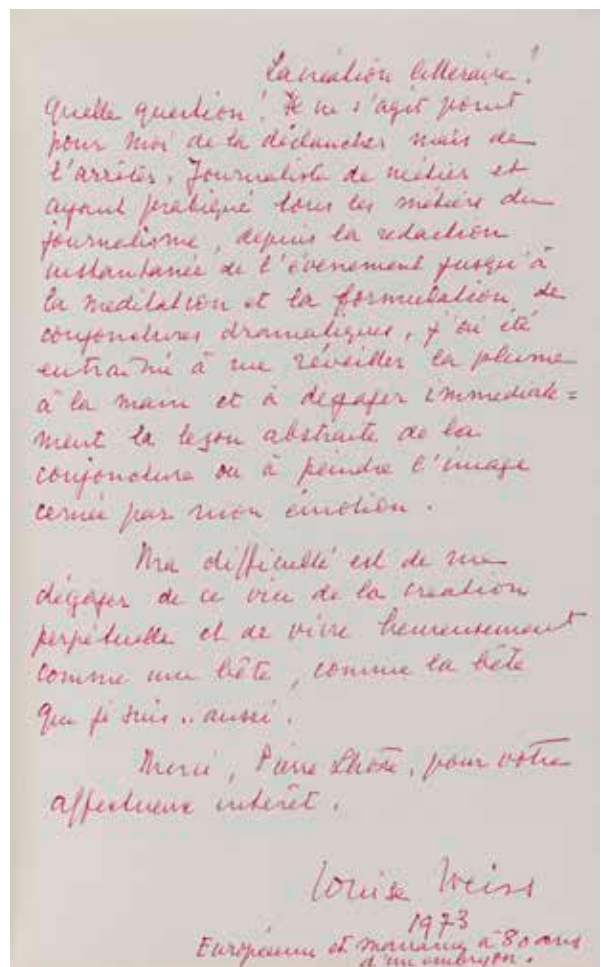 La création littéraire !
Quelle question ! Il ne s'agit point
pour moi de la déclancher mais de
l'arrêter. Journaliste de métier et
ayant pratiqué tous les métiers du
journalisme, depuis la rédaction
instantanée de l'évènement jusqu'à
la méditation et la formulation de
conjonctures dramatiques, j'ai été
entraînée à me réveiller la plume
à la main et à dégager immédiate=
ment la leçon abstraite de la
conjoncture ou à peindre l'image
cernée par mon émotion.
Ma difficulté est de me
dégager de ce vice de la création
perpétuelle et de vivre heureusement
comme une bête, comme la bête
que je suis .. aussi.
Merci, Pierre Lhoste, pour votre
affectueux intérêt.
Louise Weiss
1973
Européenne et marraine à 80 ans
d'un embryon.